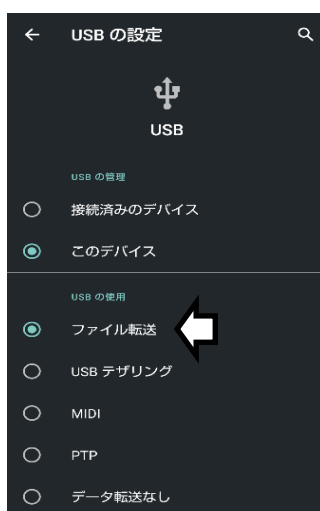 USB の設定
USB
USB の管理
接続済みのデバイス
このデバイス
USB の使用
ファイル転送
USB テザリング
MIDI
PTP
データ転送なし